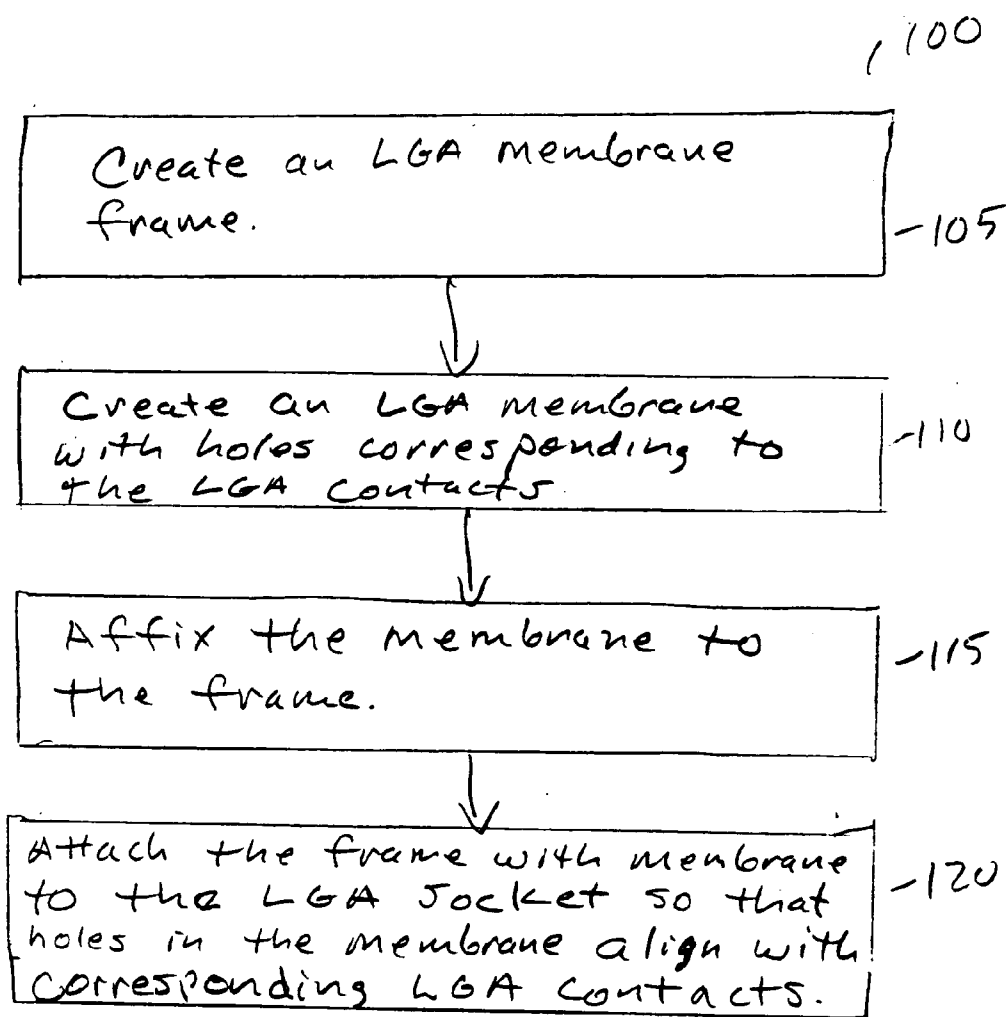 100
Create an LGA membrane
frame.
-105
Create an LGA membrane
with holes corresponding to
the LGA contacts
-110
Affix the membrane to
the frame.
-115
Attach the frame with membrane
to the LGA Socket so that
holes in the membrane align with
corresponding LGA contacts.
-120